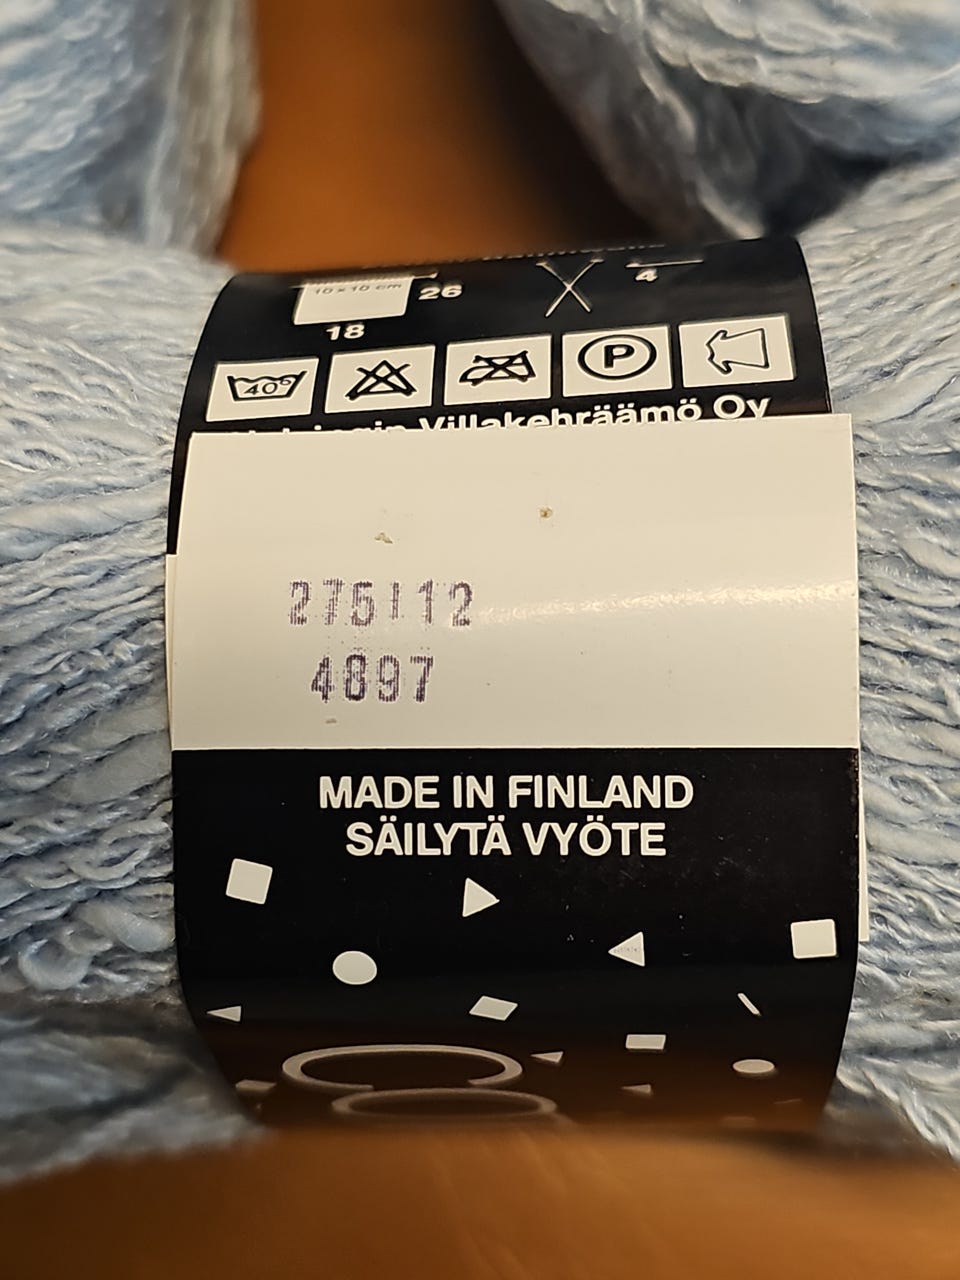 10 x 10 cm
26
4
18
40°
P
Villakehräämö Oy
275112
4897
MADE IN FINLAND
SÄILYTÄ VYÖTE